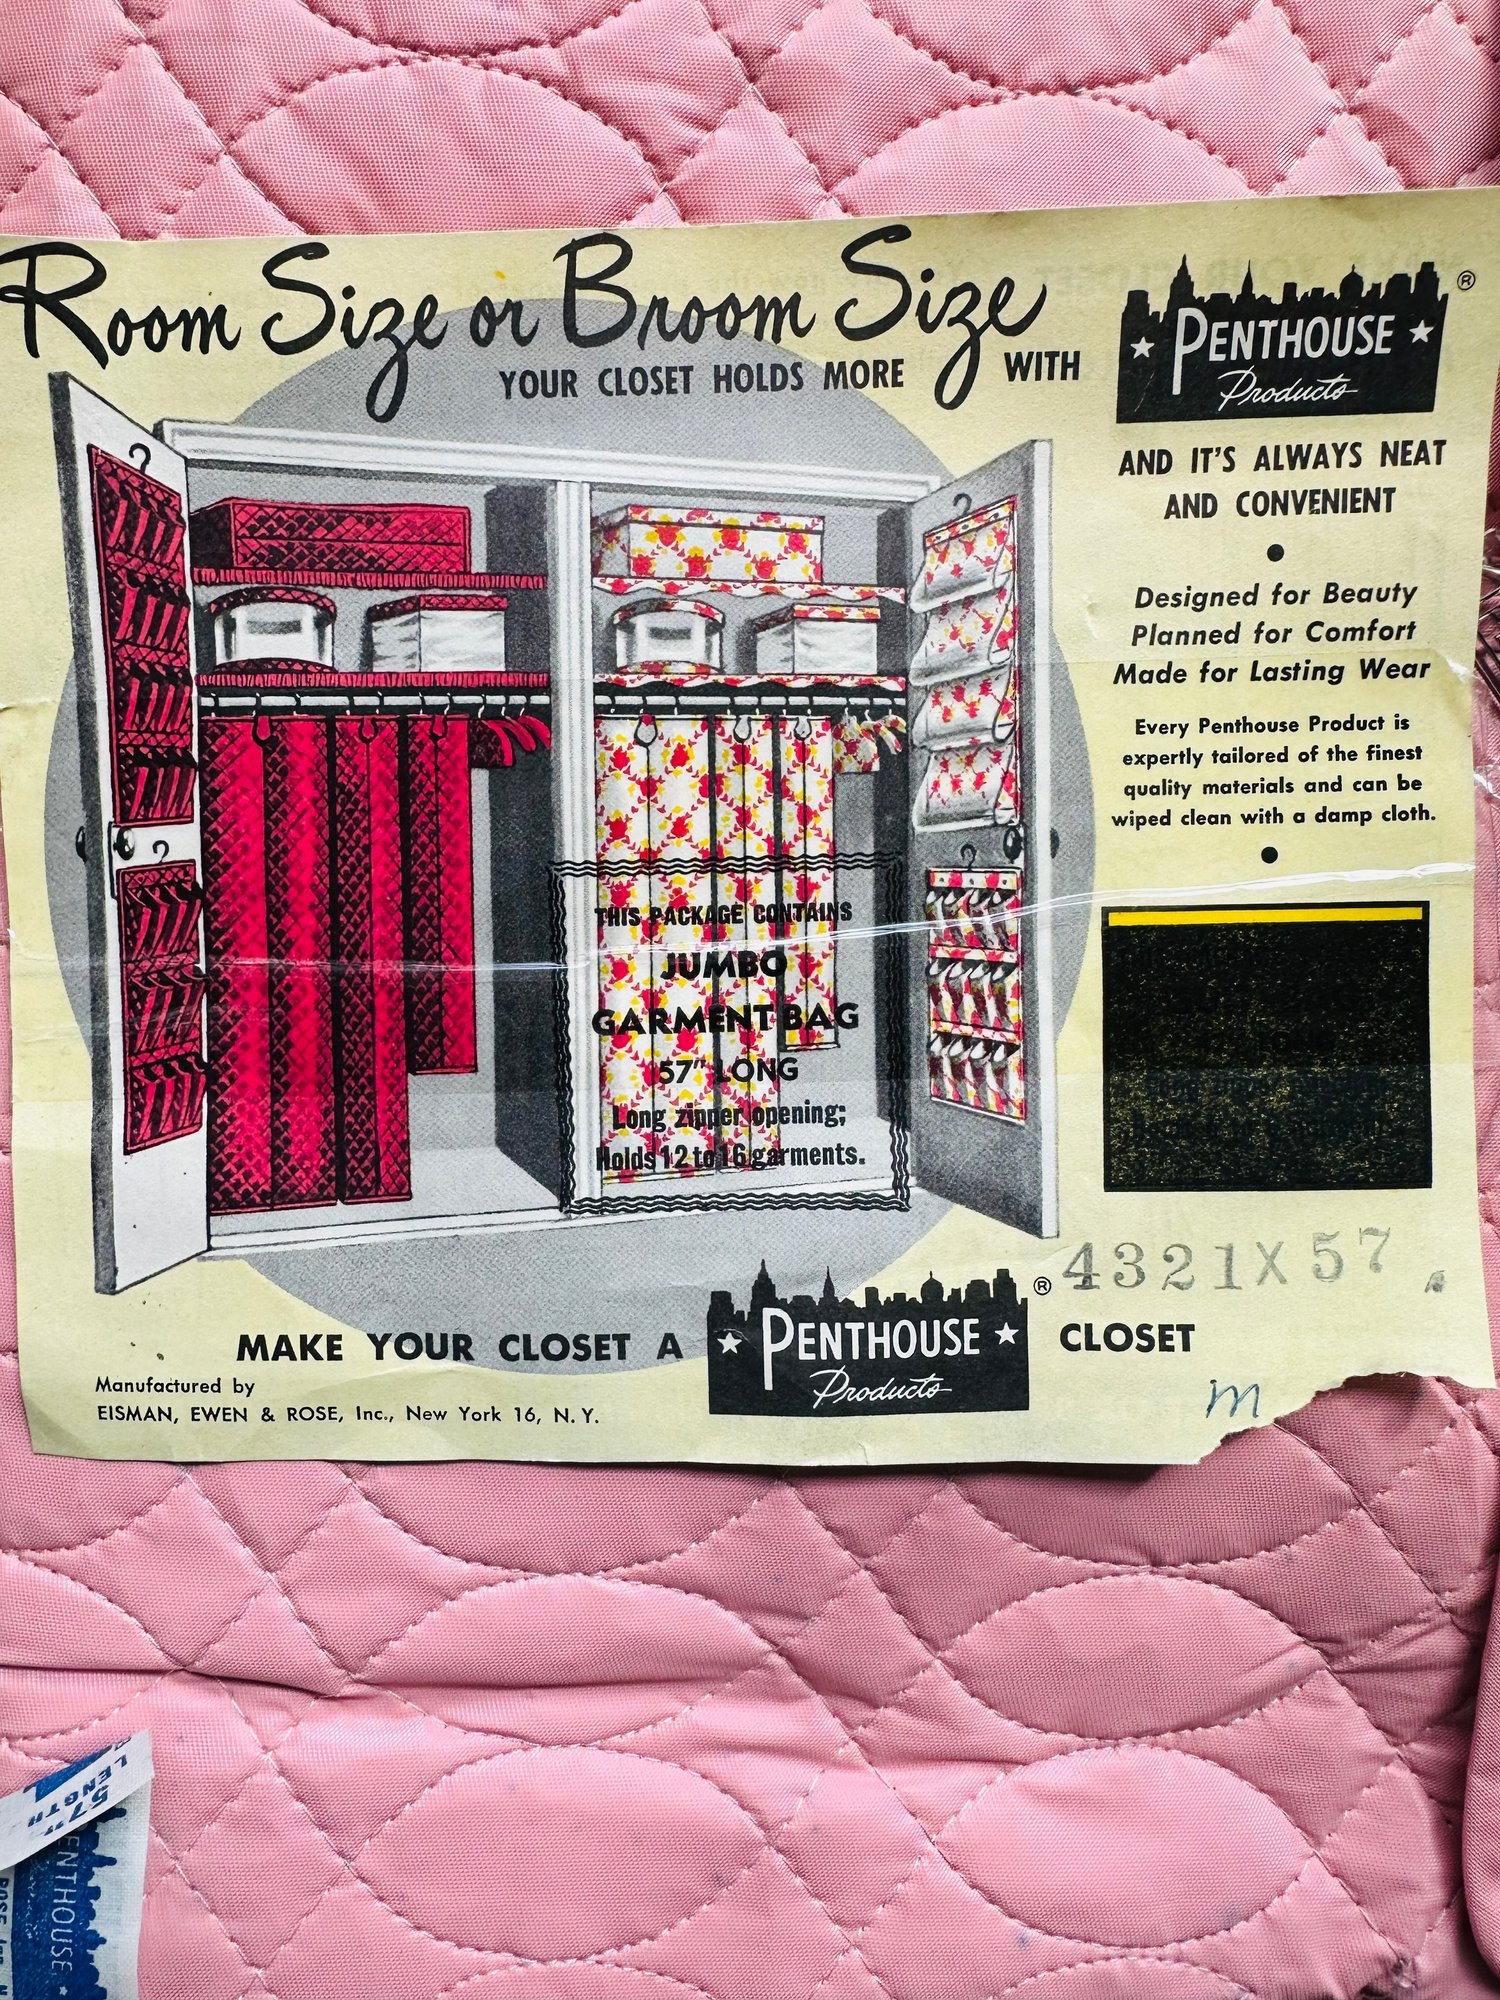 Room Size or Broom Size
YOUR CLOSET HOLDS MORE WITH
PENTHOUSE ®
Products
AND IT'S ALWAYS NEAT
AND CONVENIENT
•
Designed for Beauty
Planned for Comfort
Made for Lasting Wear
Every Penthouse Product is
expertly tailored of the finest
quality materials and can be
wiped clean with a damp cloth.
•
THIS PACKAGE CONTAINS
JUMBO
GARMENT BAG
57" LONG
Long zipper opening;
Holds 12 to 16 garments.
4321X57
MAKE YOUR CLOSET A PENTHOUSE ® CLOSET
Products
m
Manufactured by
EISMAN, EWEN & ROSE, Inc., New York 16, N. Y.
57"
LENGTH
ENTHOUSE